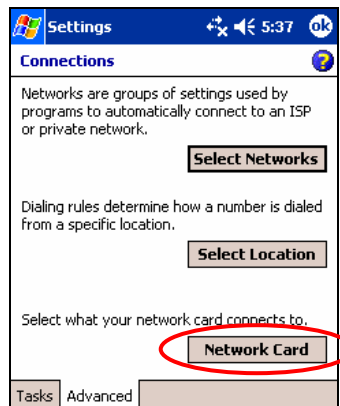 Settings 5:37 ok
Connections ?
Networks are groups of settings used by
programs to automatically connect to an ISP
or private network.
Select Networks
Dialing rules determine how a number is dialed
from a specific location.
Select Location
Select what your network card connects to.
Network Card
Tasks Advanced